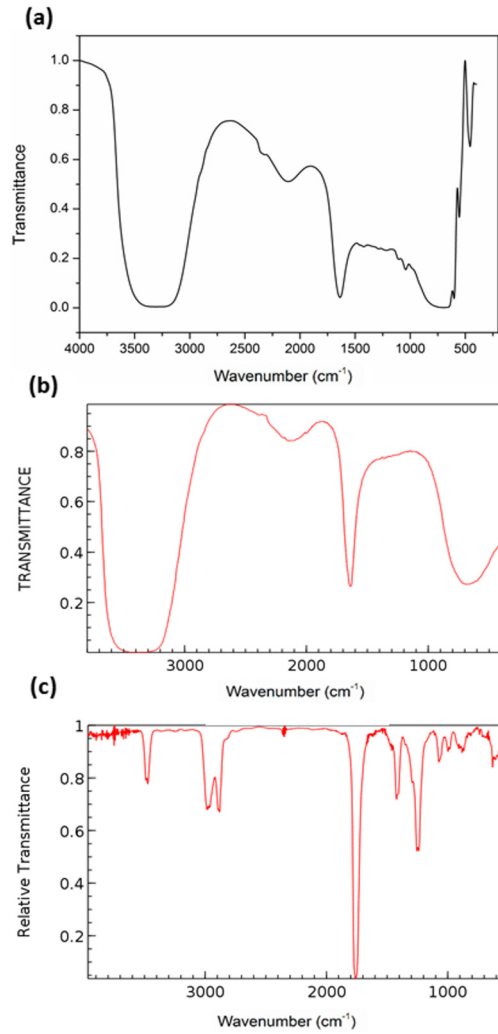 (a)
Transmittance
1.0
0.8
0.6
0.4
0.2
0.0
4000 3500 3000 2500 2000 1500 1000 500
Wavenumber (cm-1)
(b)
TRANSMITTANCE
0.8
0.6
0.4
0.2
3000 2000 1000
Wavenumber (cm-1)
(c)
Relative Transmittance
1
0.8
0.6
0.4
0.2
3000 2000 1000
Wavenumber (cm-1)